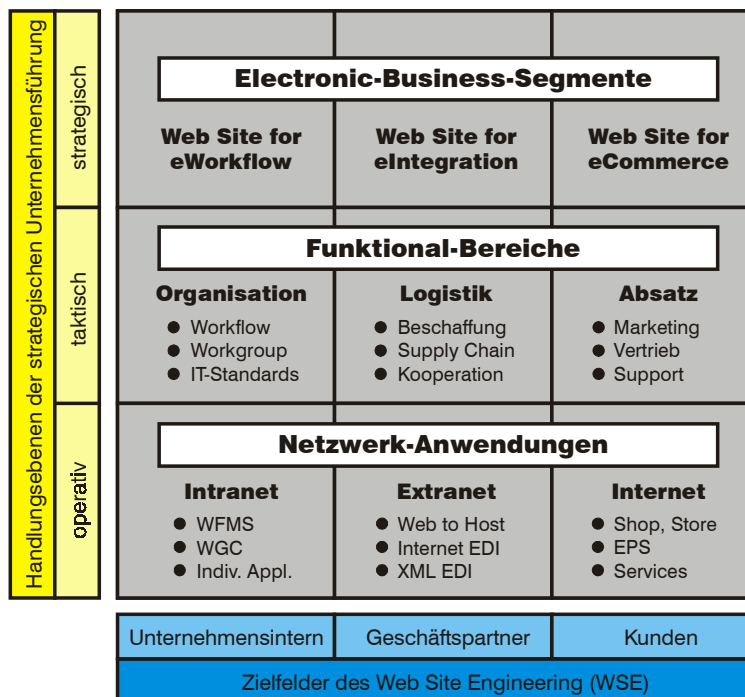 Handlungsebenen der strategischen Unternehmensführung
strategisch
Electronic-Business-Segmente
Web Site for
eWorkflow
Web Site for
eIntegration
Web Site for
eCommerce
taktisch
Funktional-Bereiche
Organisation
● Workflow
● Workgroup
● IT-Standards
Logistik
● Beschaffung
● Supply Chain
● Kooperation
Absatz
● Marketing
● Vertrieb
● Support
operativ
Netzwerk-Anwendungen
Intranet
● WFMS
● WGC
● Indiv. Appl.
Extranet
● Web to Host
● Internet EDI
● XML EDI
Internet
● Shop, Store
● EPS
● Services
Unternehmensintern
Geschäftspartner
Kunden
Zielfelder des Web Site Engineering (WSE)